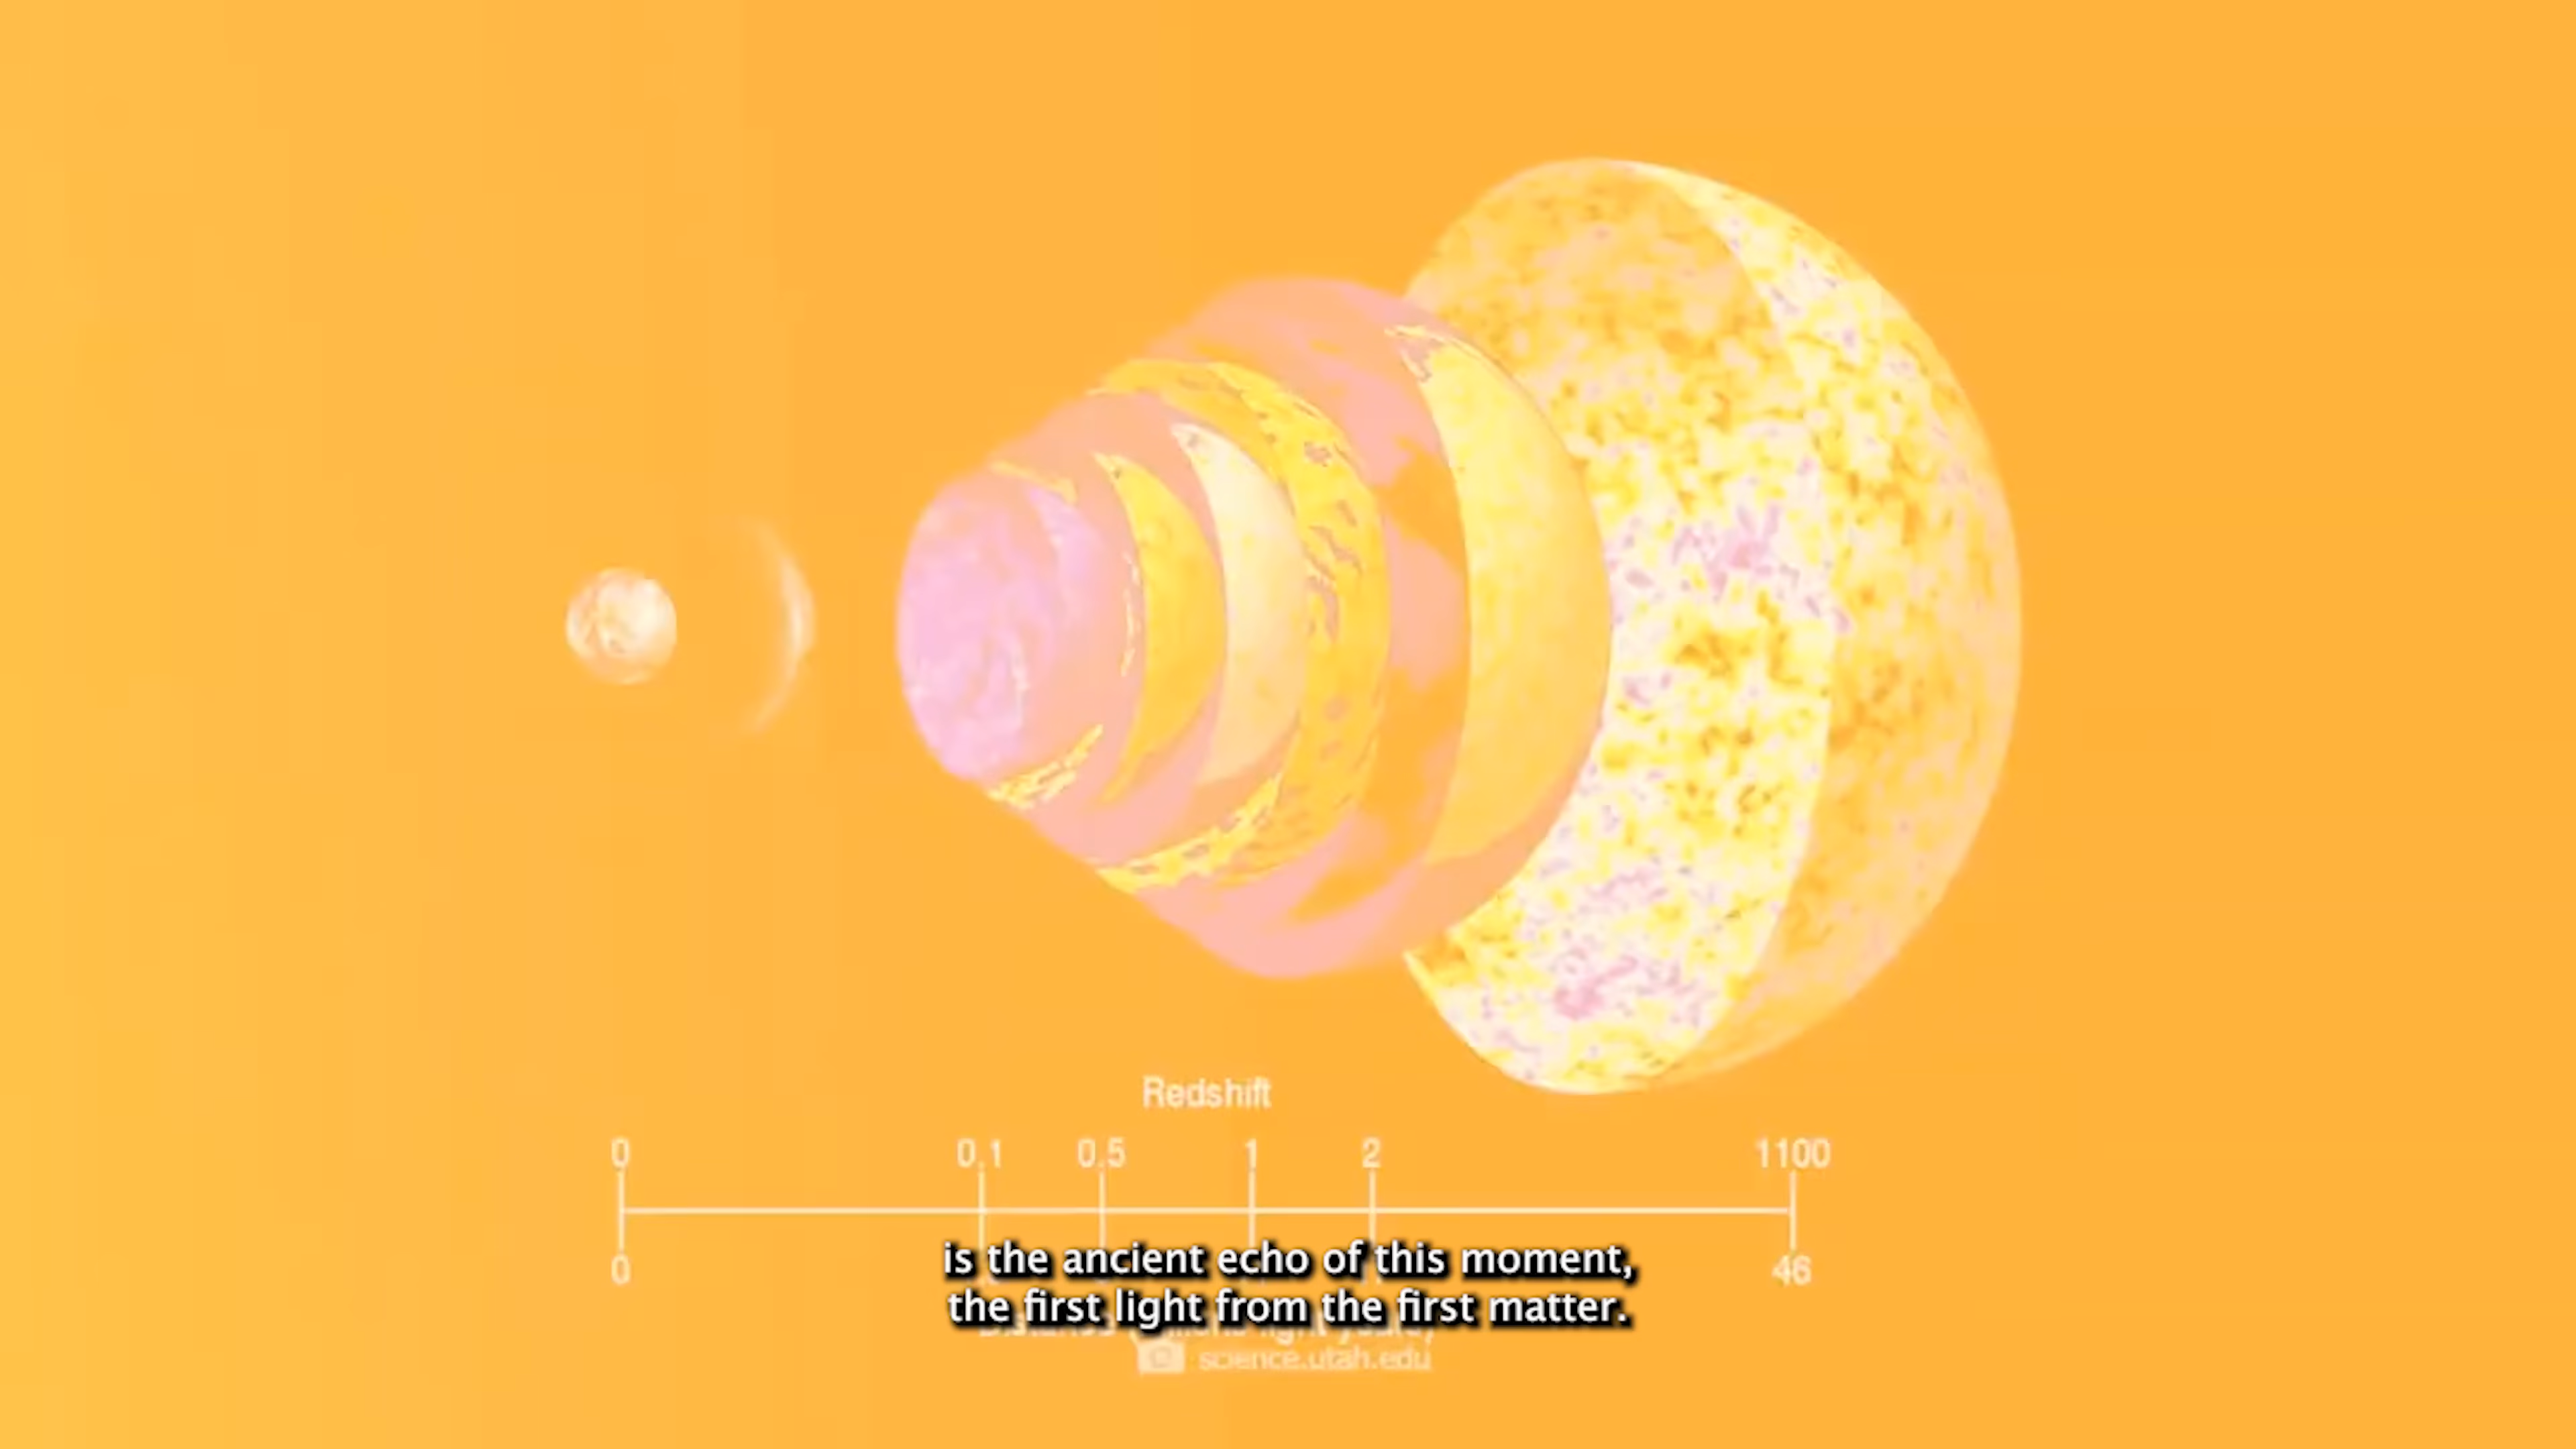 Redshift
0 0.1 0.5 1 2 1100
0 46
is the ancient echo of this moment,
the first light from the first matter.
science.utah.edu